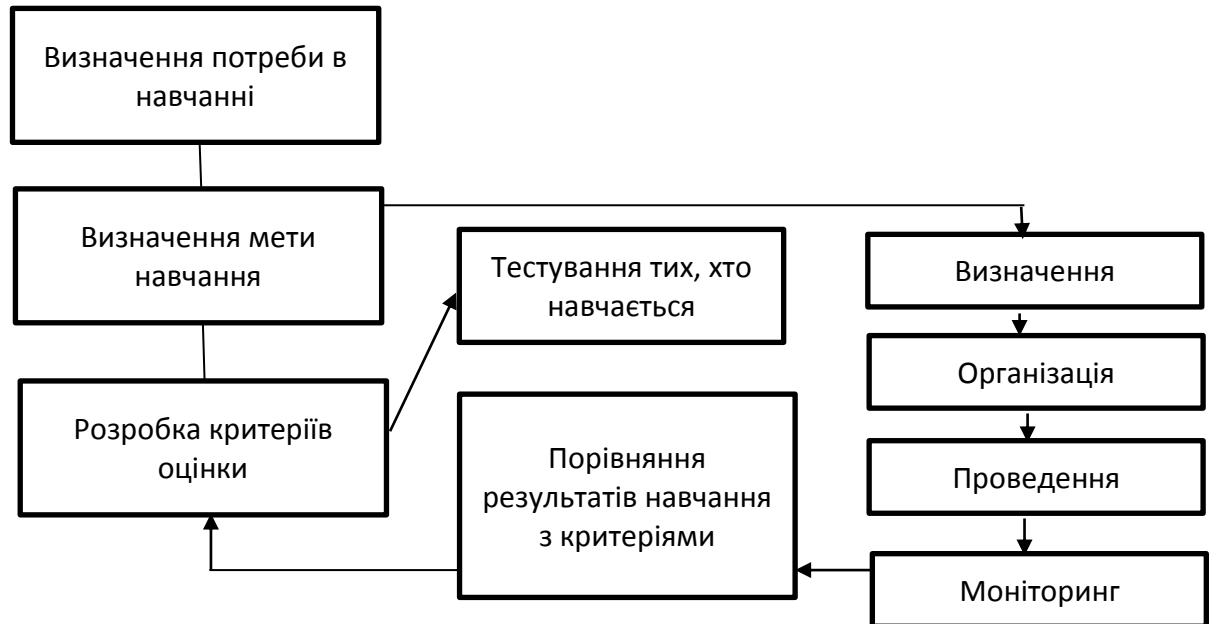 Визначення потреби в
навчанні
Визначення мети
навчання
Розробка критеріїв
оцінки
Тестування тих, хто
навчається
Порівняння
результатів навчання
з критеріями
Визначення
Організація
Проведення
Моніторинг